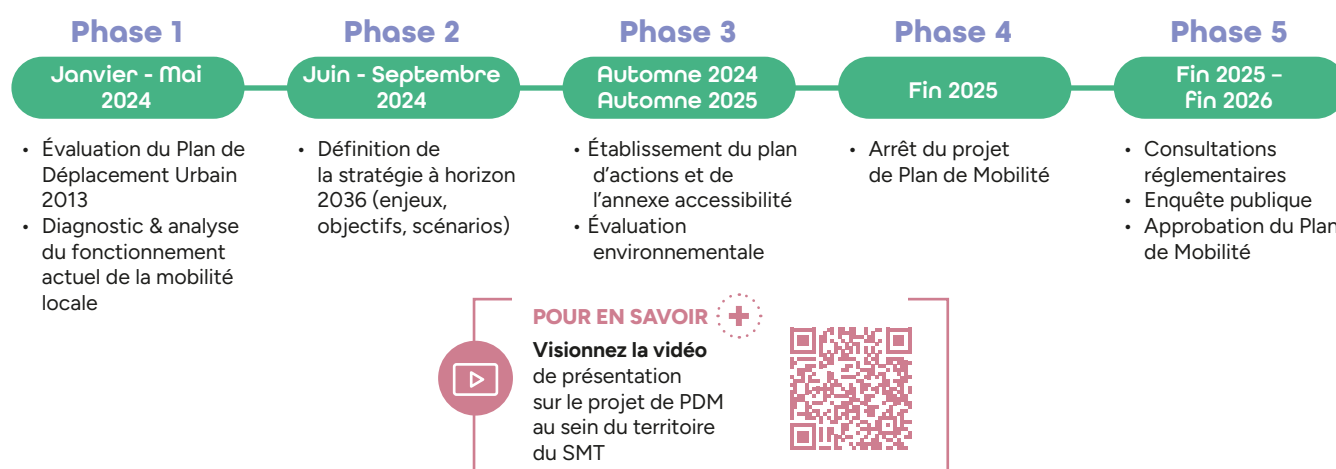 Phase 1
Janvier - Mai
2024
• Évaluation du Plan de
Déplacement Urbain
2013
• Diagnostic & analyse
du fonctionnement
actuel de la mobilité
locale
Phase 2
Juin - Septembre
2024
• Définition de
la stratégie à horizon
2036 (enjeux,
objectifs, scénarios)
Phase 3
Automne 2024
Automne 2025
• Établissement du plan
d'actions et de
l'annexe accessibilité
• Évaluation
environnementale
Phase 4
Fin 2025
• Arrêt du projet
de Plan de Mobilité
Phase 5
Fin 2025 –
Fin 2026
• Consultations
réglementaires
• Enquête publique
• Approbation du Plan
de Mobilité
POUR EN SAVOIR +
Visionnez la vidéo
de présentation
sur le projet de PDM
au sein du territoire
du SMT